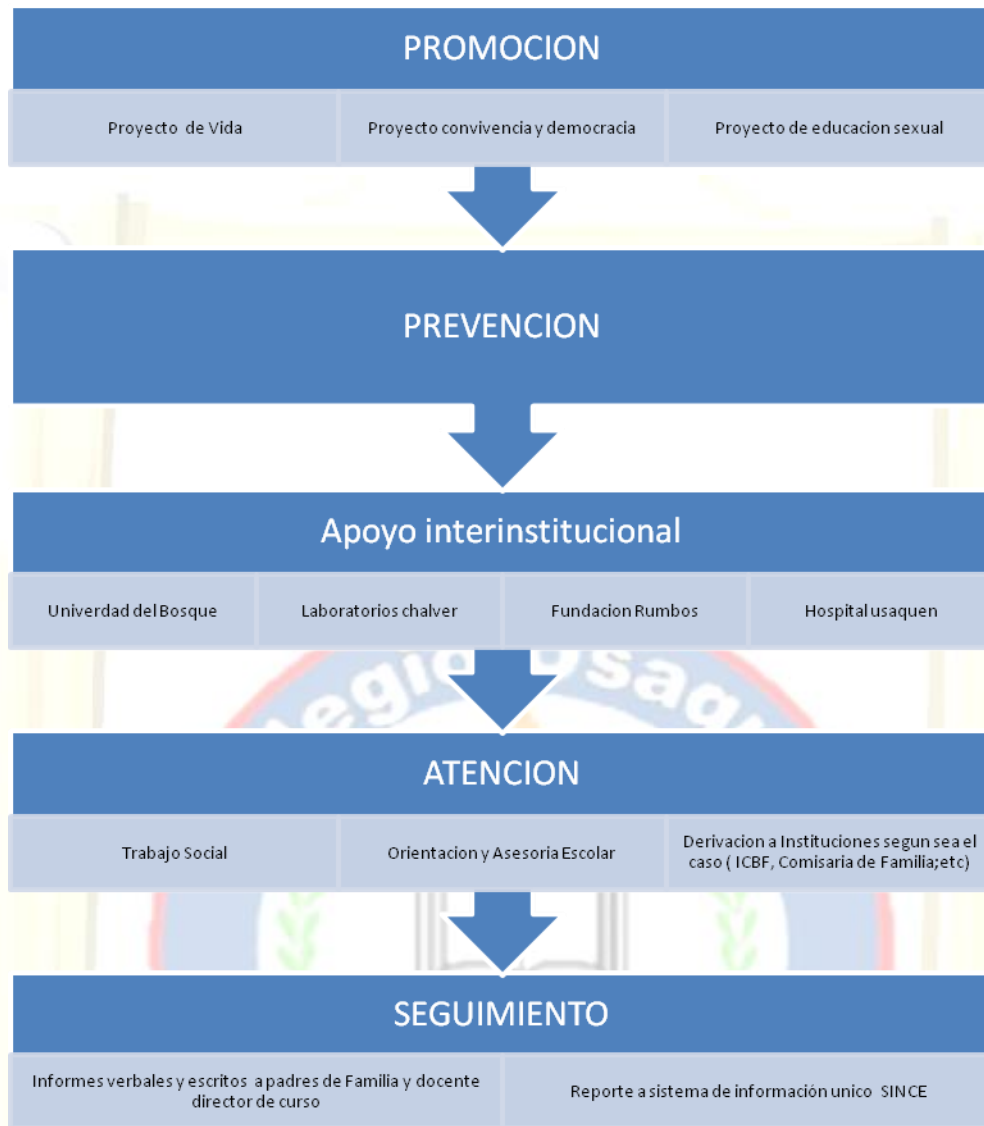 PROMOCION
Proyecto de Vida
Proyecto convivencia y democracia
Proyecto de educacion sexual
PREVENCION
Apoyo interinstitucional
Univerdad del Bosque
Laboratorios chalver
Fundacion Rumbos
Hospital usaquen
ATENCION
Trabajo Social
Orientacion y Asesoria Escolar
Derivacion a Instituciones segun sea el
caso ( ICBF, Comisaria de Familia;etc)
SEGUIMIENTO
Informes verbales y escritos a padres de Familia y docente
director de curso
Reporte a sistema de información unico SINCE